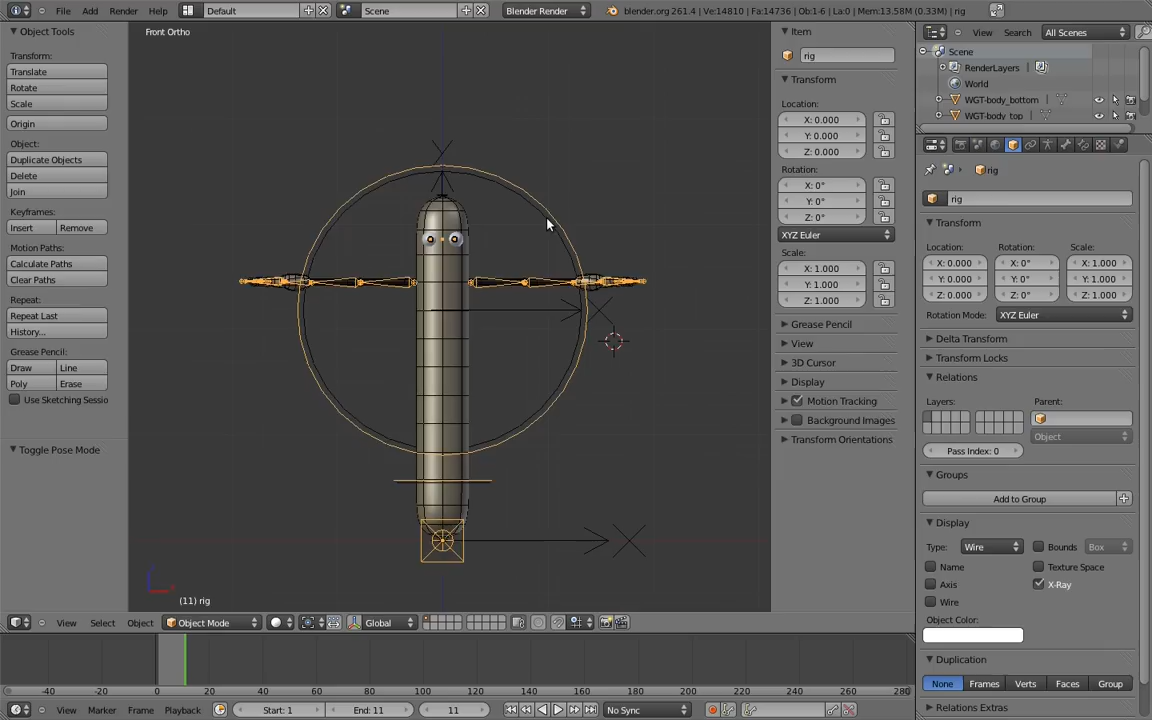 File Add Render Help Default Scene Blender Render blender.org 261.4 | Ve:14810 | Fa:14736 | Ob:1-6 | La:0 | Mem:13.58M (0.33M) | rig
Object Tools
Transform:
Translate
Rotate
Scale
Origin
Object:
Duplicate Objects
Delete
Join
Keyframes:
Insert Remove
Motion Paths:
Calculate Paths
Clear Paths
Repeat:
Repeat Last
History...
Grease Pencil:
Draw Line
Poly Erase
Use Sketching Sessio
Toggle Pose Mode
Front Ortho
(11) rig
View Select Object Object Mode Global
Item
rig
Transform
Location:
X: 0.000
Y: 0.000
Z: 0.000
Rotation:
X: 0°
Y: 0°
Z: 0°
XYZ Euler
Scale:
X: 1.000
Y: 1.000
Z: 1.000
Grease Pencil
View
3D Cursor
Display
Motion Tracking
Background Images
Transform Orientations
View Search All Scenes
Scene
RenderLayers
World
WGT-body_bottom
WGT-body_top
rig
rig
Transform
Location: Rotation: Scale:
X: 0.000 X: 0° X: 1.000
Y: 0.000 Y: 0° Y: 1.000
Z: 0.000 Z: 0° Z: 1.000
Rotation Mode: XYZ Euler
Delta Transform
Transform Locks
Relations
Layers: Parent:
Object
Pass Index: 0
Groups
Add to Group
Display
Type: Wire Bounds Box
Name Texture Space
Axis X-Ray
Wire
Object Color:
Duplication
None Frames Verts Faces Group
Relations Extras
-40 -20 0 20 40 60 80 100 120 140 160 180 200 220 240 260 280
View Marker Frame Playback Start: 1 End: 11 11 No Sync